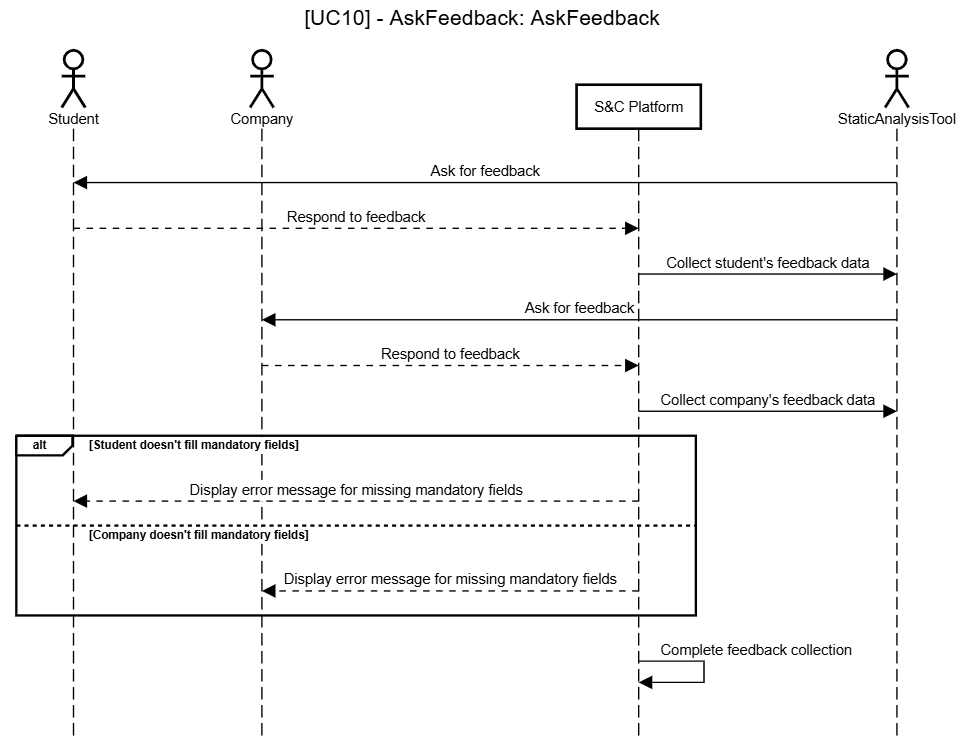 [UC10] - AskFeedback: AskFeedback
Student
Company
S&C Platform
StaticAnalysisTool
Ask for feedback
Respond to feedback
Collect student's feedback data
Ask for feedback
Respond to feedback
Collect company's feedback data
alt
[Student doesn't fill mandatory fields]
Display error message for missing mandatory fields
[Company doesn't fill mandatory fields]
Display error message for missing mandatory fields
Complete feedback collection